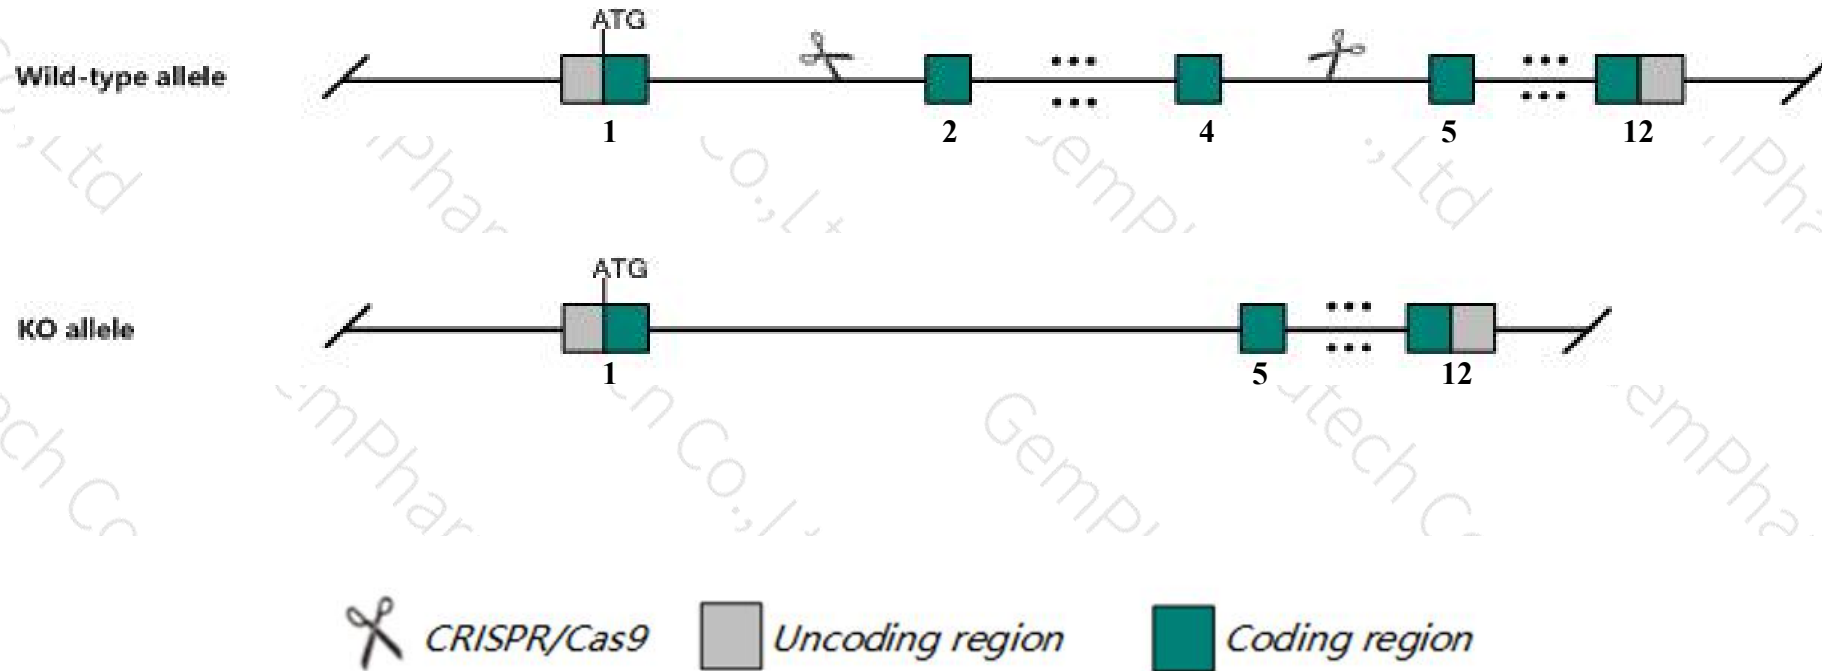 ATG
Wild-type allele
1 2 4 5 12
ATG
KO allele
1 5 12
CRISPR/Cas9 Uncoding region Coding region